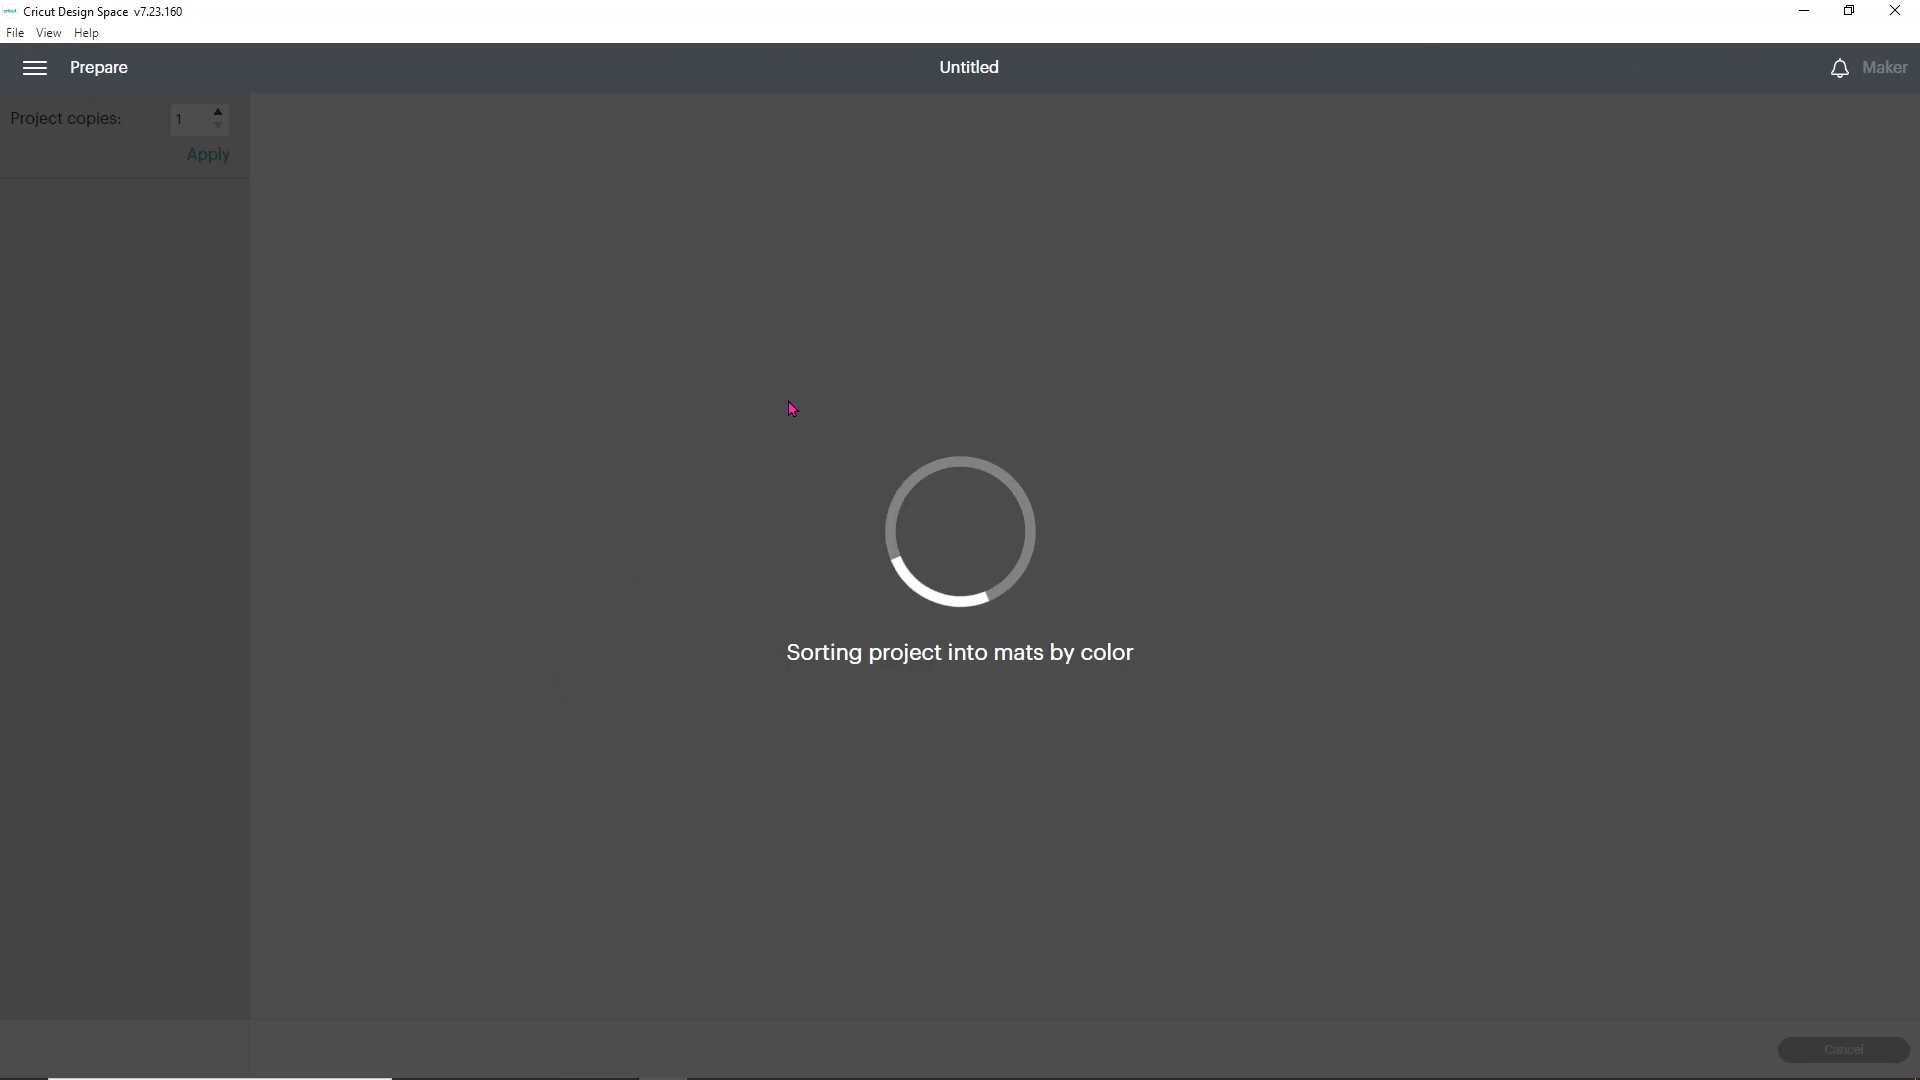 cricut Cricut Design Space v7.23.160
File View Help
Prepare
Untitled
Maker
Project copies: 1
Apply
Sorting project into mats by color
Cancel